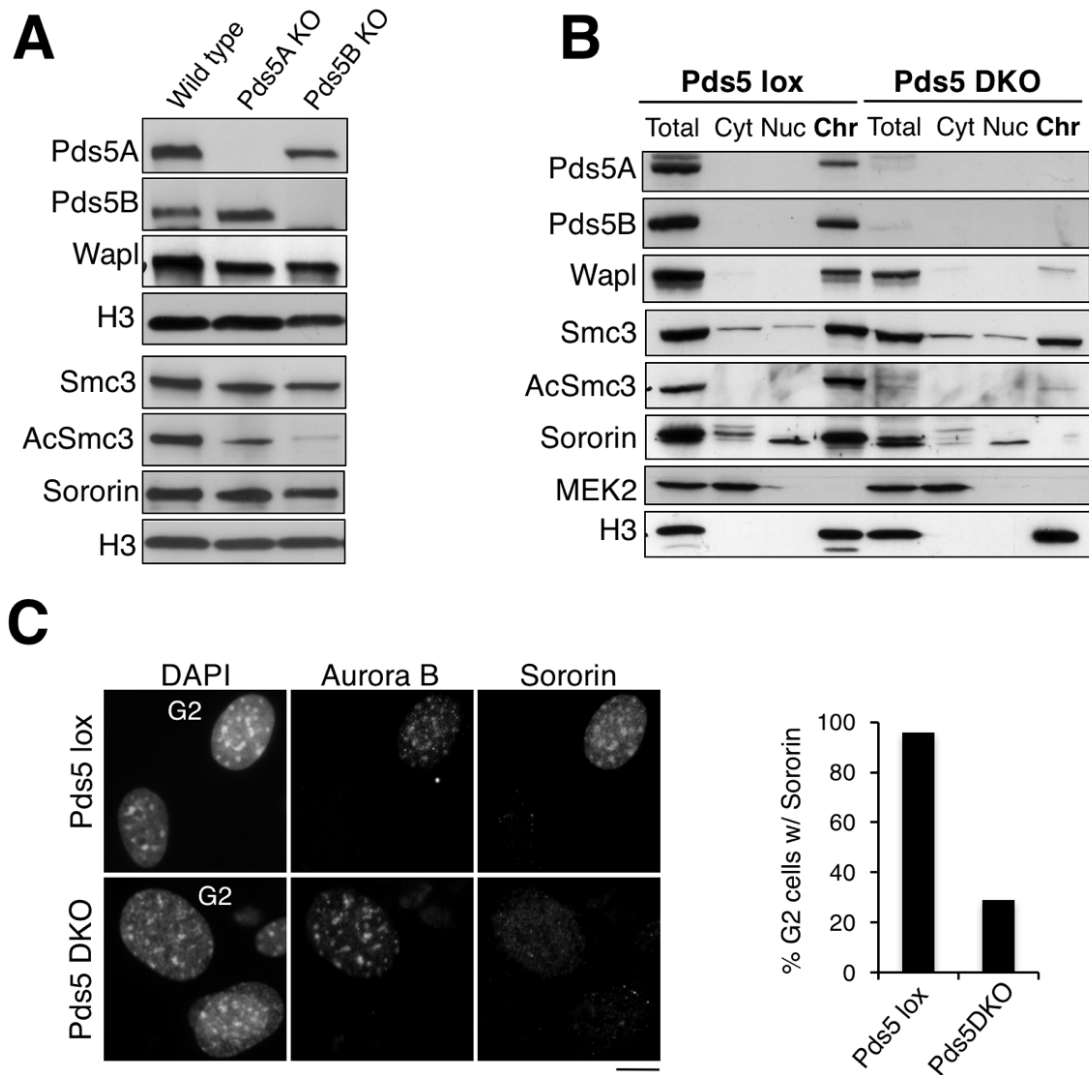 A
Wild type
Pds5A KO
Pds5B KO
Pds5A
Pds5B
Wapl
H3
Smc3
AcSmc3
Sororin
H3
B
Pds5 lox Pds5 DKO
Total Cyt Nuc Chr Total Cyt Nuc Chr
Pds5A
Pds5B
Wapl
Smc3
AcSmc3
Sororin
MEK2
H3
C
DAPI Aurora B Sororin
Pds5 lox
G2
Pds5 DKO
G2
% G2 cells w/ Sororin
100
80
60
40
20
0
Pds5 lox
Pds5DKO